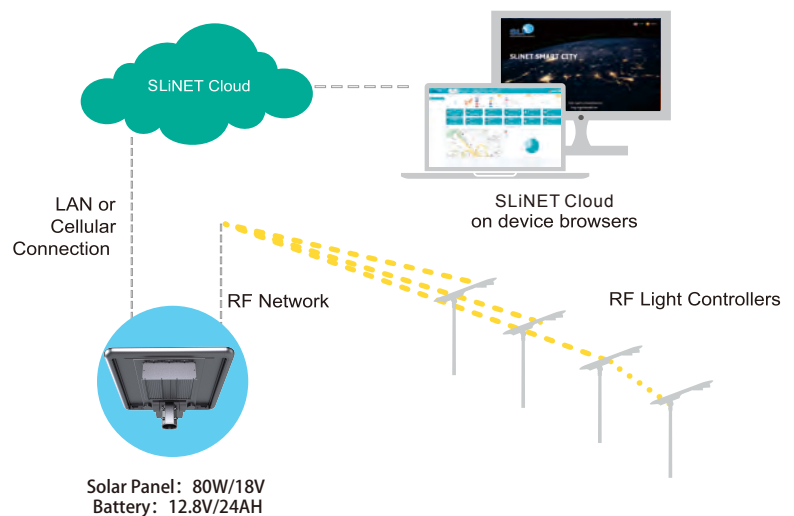 SLiNET Cloud
SLiNET SMART CITY
SLiNET Cloud
on device browsers
LAN or
Cellular
Connection
RF Network
RF Light Controllers
Solar Panel： 80W/18V
Battery： 12.8V/24AH